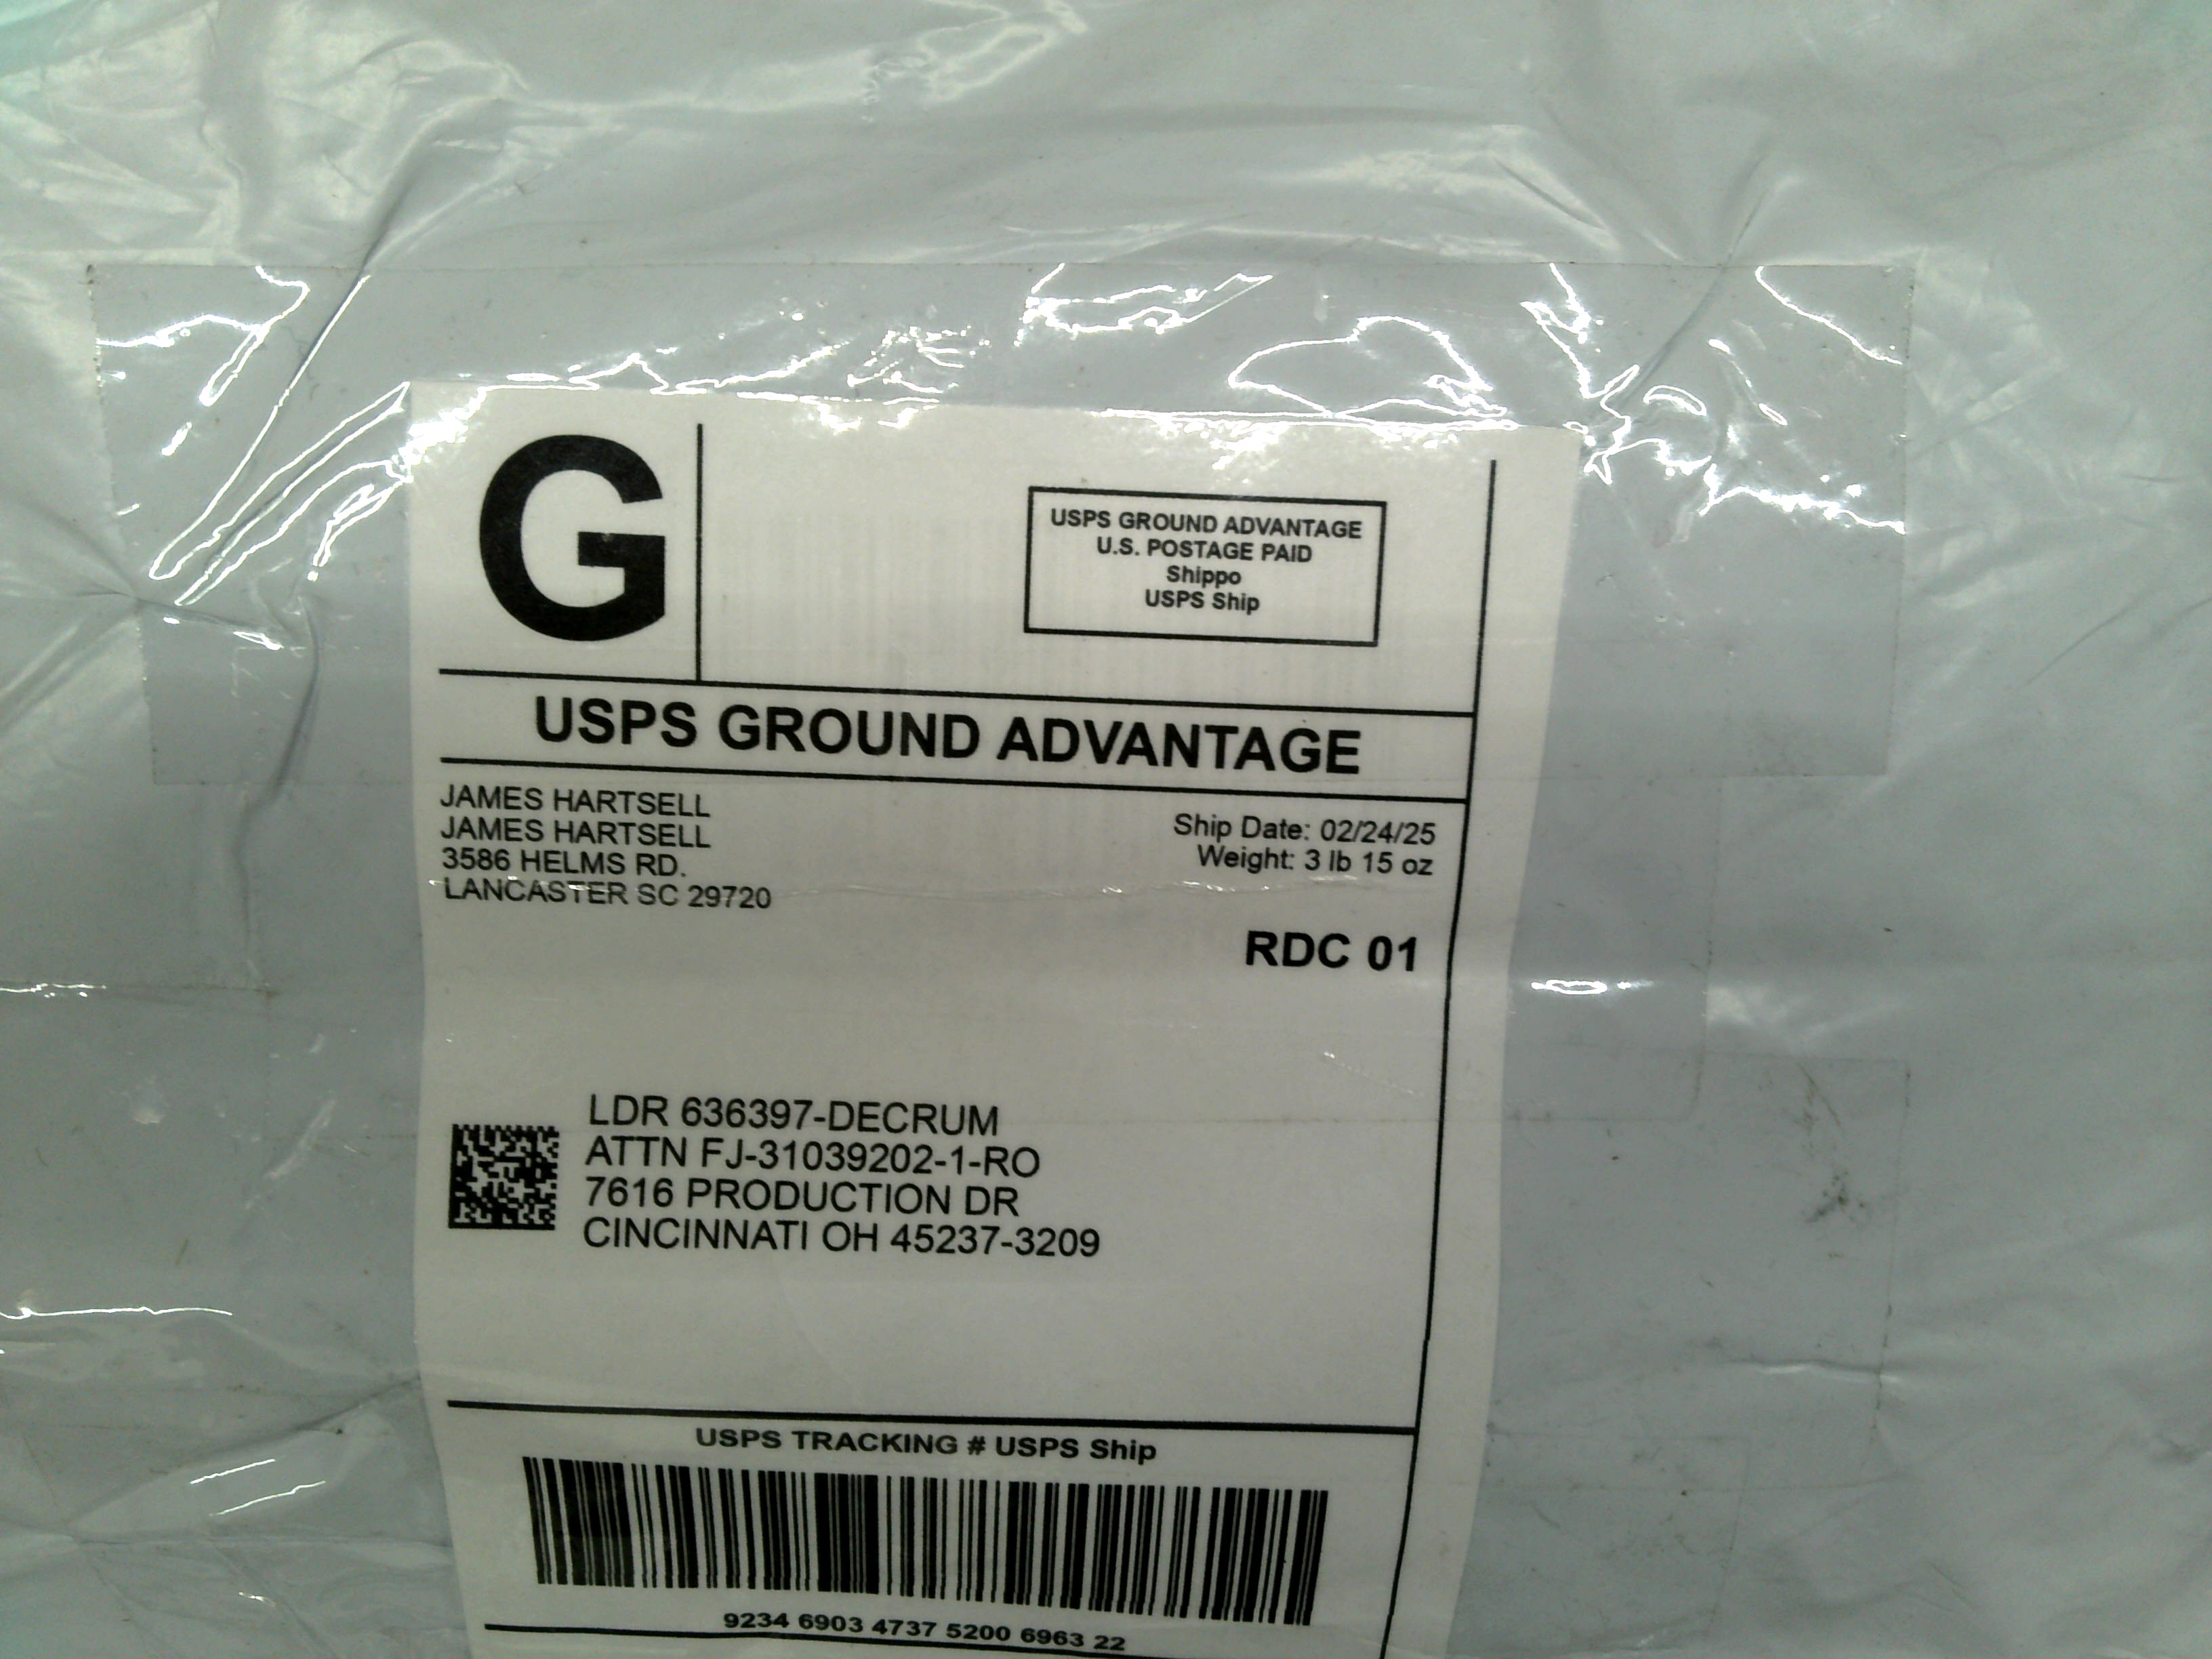 G
USPS GROUND ADVANTAGE
U.S. POSTAGE PAID
Shippo
USPS Ship
USPS GROUND ADVANTAGE
JAMES HARTSELL
JAMES HARTSELL
3586 HELMS RD.
LANCASTER SC 29720
Ship Date: 02/24/25
Weight: 3 lb 15 oz
RDC 01
LDR 636397-DECRUM
ATTN FJ-31039202-1-RO
7616 PRODUCTION DR
CINCINNATI OH 45237-3209
USPS TRACKING # USPS Ship
9234 6903 4737 5200 6963 22